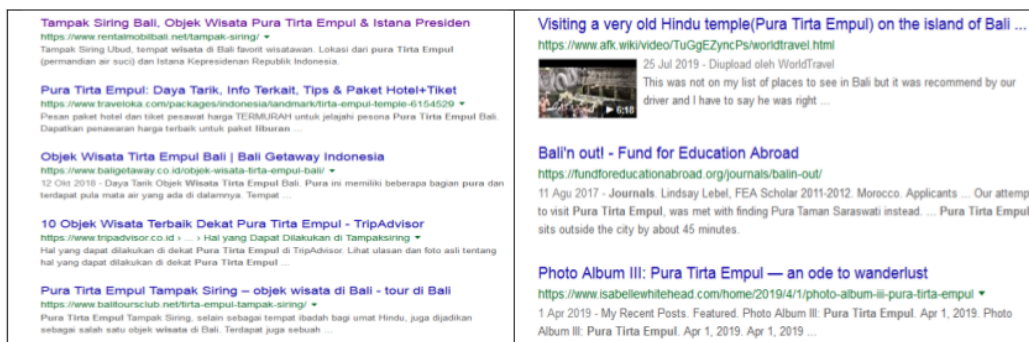 Tampak Siring Bali, Objek Wisata Pura Tirta Empul & Istana Presiden
https://www.rentalmobilbali.net/tampak-siring/
Tampak Siring Ubud, tempat wisata di Bali favorit wisatawan. Lokasi dari pura Tirta Empul
(permandian air suci) dan Istana Kepresidenan Republik Indonesia.
Pura Tirta Empul: Daya Tarik, Info Terkait, Tips & Paket Hotel+Tiket
https://www.traveloka.com/packages/indonesia/landmark/tirta-empul-temple-6154529
Pesan paket hotel dan tiket pesawat harga TERMURAH untuk jelajahi pesona Pura Tirta Empul Bali.
Dapatkan penawaran harga terbaik untuk paket liburan ...
Objek Wisata Tirta Empul Bali | Bali Getaway Indonesia
https://www.baligetaway.co.id/objek-wisata-tirta-empul-bali/
12 Okt 2018 - Daya Tarik Objek Wisata Tirta Empul Bali. Pura ini memiliki beberapa bagian pura dan
terdapat pula mata air yang ada di dalamnya. Tempat ...
10 Objek Wisata Terbaik Dekat Pura Tirta Empul - TripAdvisor
https://www.tripadvisor.co.id › ... › Hal yang Dapat Dilakukan di Tampaksiring
Hal yang dapat dilakukan di dekat Pura Tirta Empul di TripAdvisor: Lihat ulasan dan foto asli tentang
hal yang dapat dilakukan di dekat Pura Tirta Empul ...
Pura Tirta Empul Tampak Siring – objek wisata di Bali - tour di Bali
https://www.balitoursclub.net/tirta-empul-tampak-siring/
Pura Tirta Empul Tampak Siring, selain sebagai tempat ibadah bagi umat Hindu, juga dijadikan
sebagai salah satu objek wisata di Bali. Terdapat juga sebuah ...
Visiting a very old Hindu temple(Pura Tirta Empul) on the island of Bali ...
https://www.afk.wiki/video/TuGgEZyncPs/worldtravel.html
25 Jul 2019 - Diupload oleh WorldTravel
This was not on my list of places to see in Bali but it was recommend by our
driver and I have to say he was right ...
6:18
Bali'n out! - Fund for Education Abroad
https://fundforeducationabroad.org/journals/balin-out/
11 Agu 2017 - Journals. Lindsay Lebel, FEA Scholar 2011-2012. Morocco. Applicants ... Our attemp
to visit Pura Tirta Empul, was met with finding Pura Taman Saraswati instead. ... Pura Tirta Empul
sits outside the city by about 45 minutes.
Photo Album III: Pura Tirta Empul — an ode to wanderlust
https://www.isabellewhitehead.com/home/2019/4/1/photo-album-iii-pura-tirta-empul
1 Apr 2019 - My Recent Posts. Featured. Photo Album III: Pura Tirta Empul. Apr 1, 2019. Photo
Album III: Pura Tirta Empul. Apr 1, 2019. Apr 1, 2019 ...